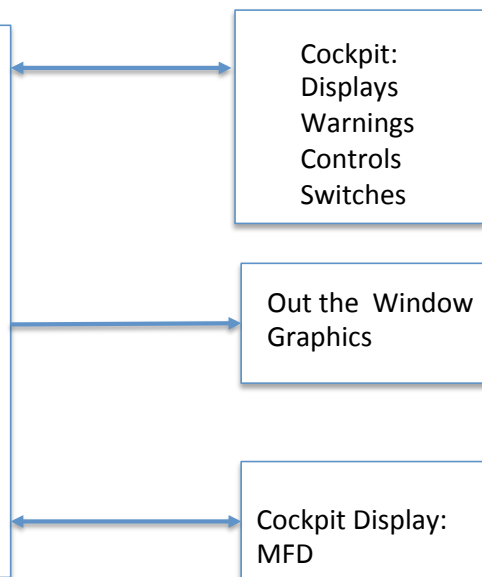 Cockpit:
Displays
Warnings
Controls
Switches
Out the  Window
Graphics
Cockpit Display:
MFD